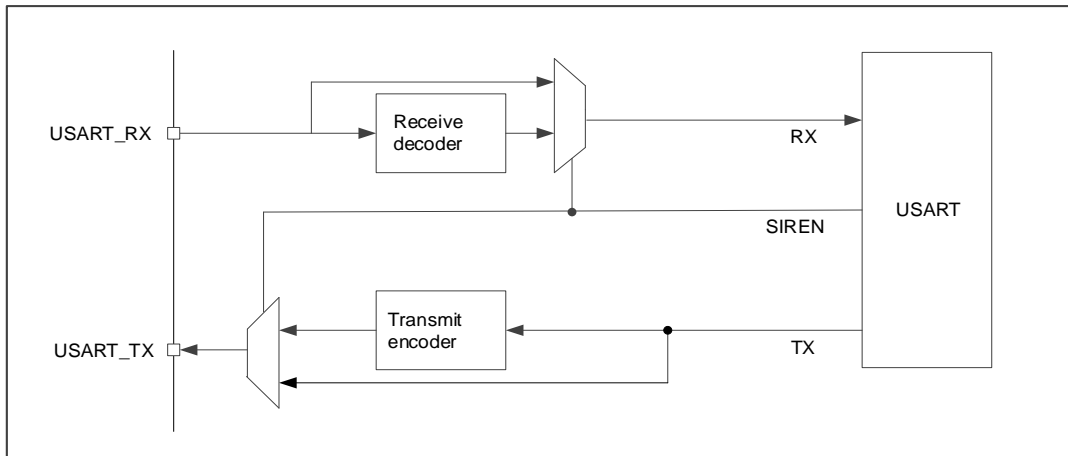 USART_RX
Receive
decoder
RX
SIREN
USART
Transmit
encoder
USART_TX
TX